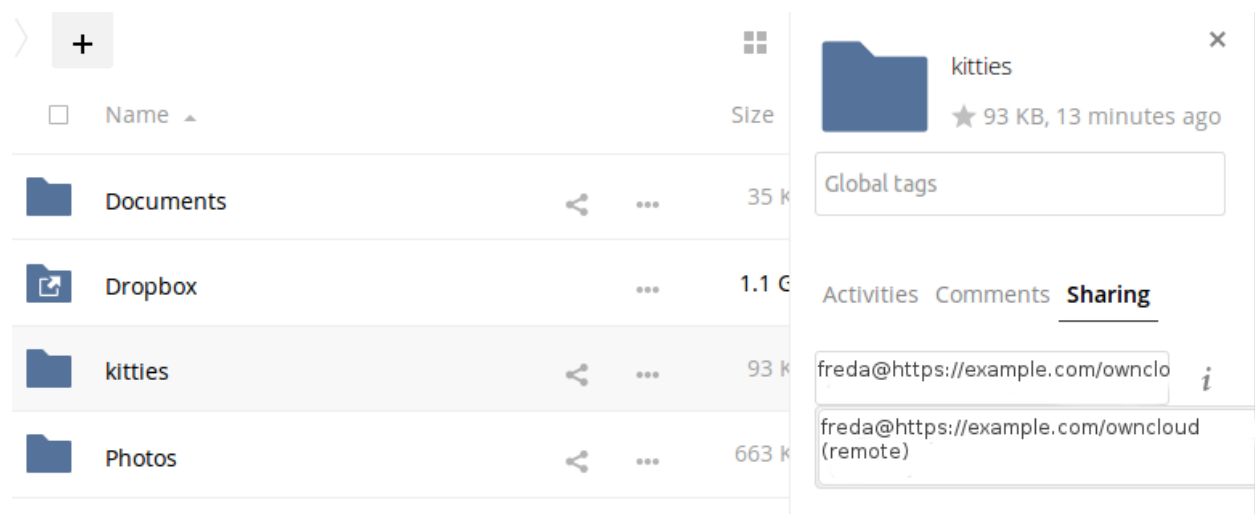 +
Name
Size
Documents
35 K
Dropbox
1.1 G
kitties
93 K
Photos
663 K
kitties
93 KB, 13 minutes ago
Global tags
Activities Comments Sharing
freda@https://example.com/ownclo
i
freda@https://example.com/owncloud
(remote)